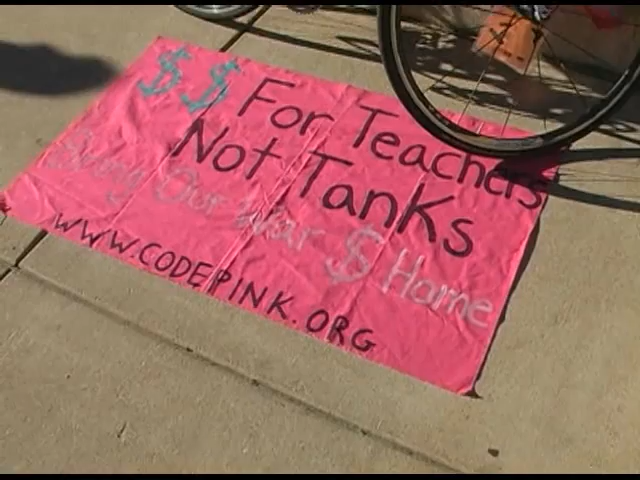 $$ For Teachers
Not Tanks
Bring Our War $ Home
www.CODEPINK.ORG